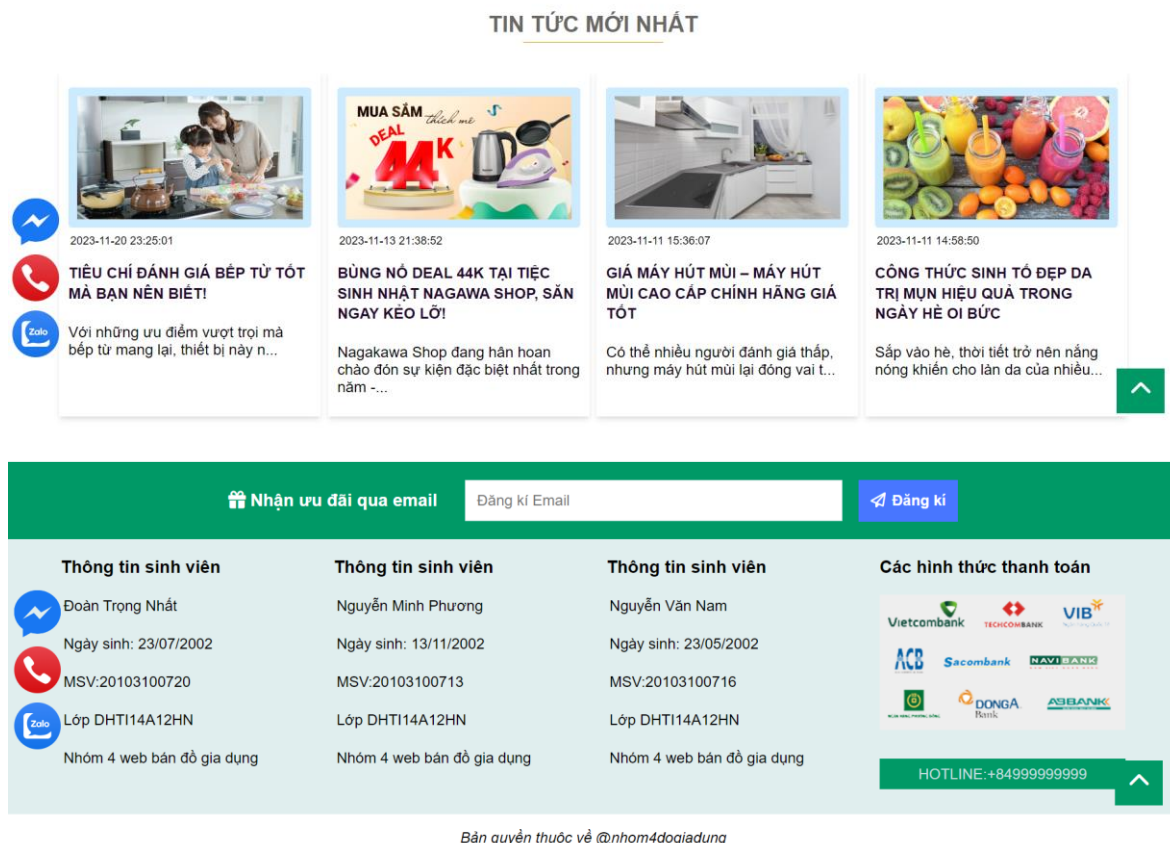 TIN TỨC MỚI NHẤT
MUA SẮM
thích mê
DEAL
44K
2023-11-20 23:25:01
2023-11-13 21:38:52
2023-11-11 15:36:07
2023-11-11 14:58:50
TIÊU CHÍ ĐÁNH GIÁ BẾP TỪ TỐT
MÀ BẠN NÊN BIẾT!
Với những ưu điểm vượt trội mà
bếp từ mang lại, thiết bị này n...
BÙNG NỔ DEAL 44K TẠI TIỆC
SINH NHẬT NAGAWA SHOP, SĂN
NGAY KẺO LỠ!
Nagakawa Shop đang hân hoan
chào đón sự kiện đặc biệt nhất trong
năm -...
GIÁ MÁY HÚT MÙI – MÁY HÚT
MÙI CAO CẤP CHÍNH HÃNG GIÁ
TỐT
Có thể nhiều người đánh giá thấp,
nhưng máy hút mùi lại đóng vai t...
CÔNG THỨC SINH TỐ ĐẸP DA
TRỊ MỤN HIỆU QUẢ TRONG
NGÀY HÈ OI BỨC
Sắp vào hè, thời tiết trở nên nắng
nóng khiến cho làn da của nhiều...
Zalo
Nhận ưu đãi qua email
Đăng kí Email
Đăng kí
Thông tin sinh viên
Đoàn Trọng Nhất
Ngày sinh: 23/07/2002
MSV:20103100720
Lớp DHTI14A12HN
Nhóm 4 web bán đồ gia dụng
Thông tin sinh viên
Nguyễn Minh Phương
Ngày sinh: 13/11/2002
MSV:20103100713
Lớp DHTI14A12HN
Nhóm 4 web bán đồ gia dụng
Thông tin sinh viên
Nguyễn Văn Nam
Ngày sinh: 23/05/2002
MSV:20103100716
Lớp DHTI14A12HN
Nhóm 4 web bán đồ gia dụng
Các hình thức thanh toán
Vietcombank
TECHCOMBANK
VIB
ACB
Sacombank
NAVIBANK
DONGA
Bank
ABBANK
HOTLINE:+84999999999
Zalo
Bản quyền thuộc về @nhom4dogiadung